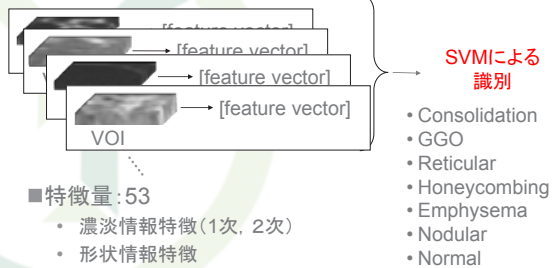 [feature vector]
[feature vector]
[feature vector]
[feature vector]
VOI
■特徴量:53
• 濃淡情報特徴(1次, 2次)
• 形状情報特徴
SVMによる
識別
• Consolidation
• GGO
• Reticular
• Honeycombing
• Emphysema
• Nodular
• Normal